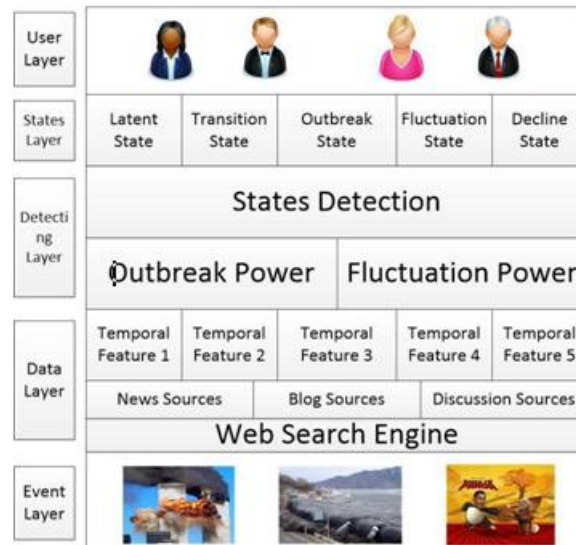 User
Layer
States
Layer
Latent
State
Transition
State
Outbreak
State
Fluctuation
State
Decline
State
Detecti
ng
Layer
States Detection
Outbreak Power
Fluctuation Power
Data
Layer
Temporal
Feature 1
Temporal
Feature 2
Temporal
Feature 3
Temporal
Feature 4
Temporal
Feature 5
News Sources
Blog Sources
Discussion Sources
Web Search Engine
Event
Layer